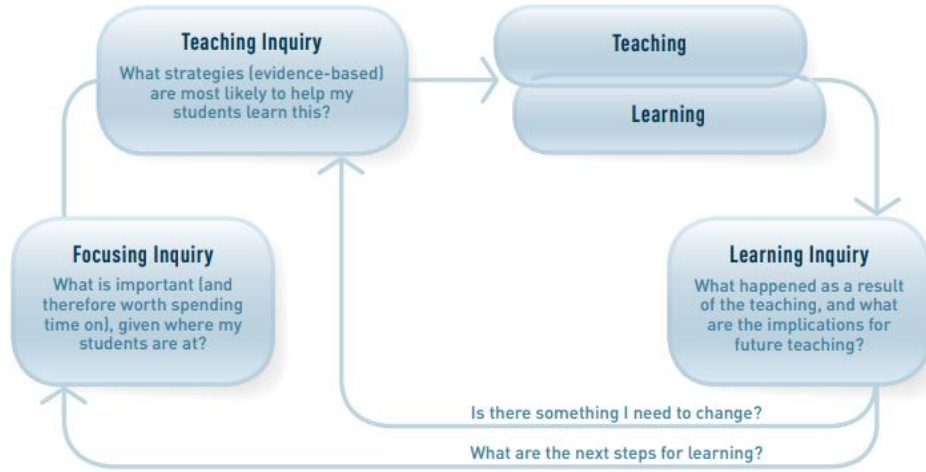 Teaching Inquiry
What strategies (evidence-based)
are most likely to help my
students learn this?
Teaching
Learning
Focusing Inquiry
What is important (and
therefore worth spending
time on), given where my
students are at?
Learning Inquiry
What happened as a result
of the teaching, and what
are the implications for
future teaching?
Is there something I need to change?
What are the next steps for learning?